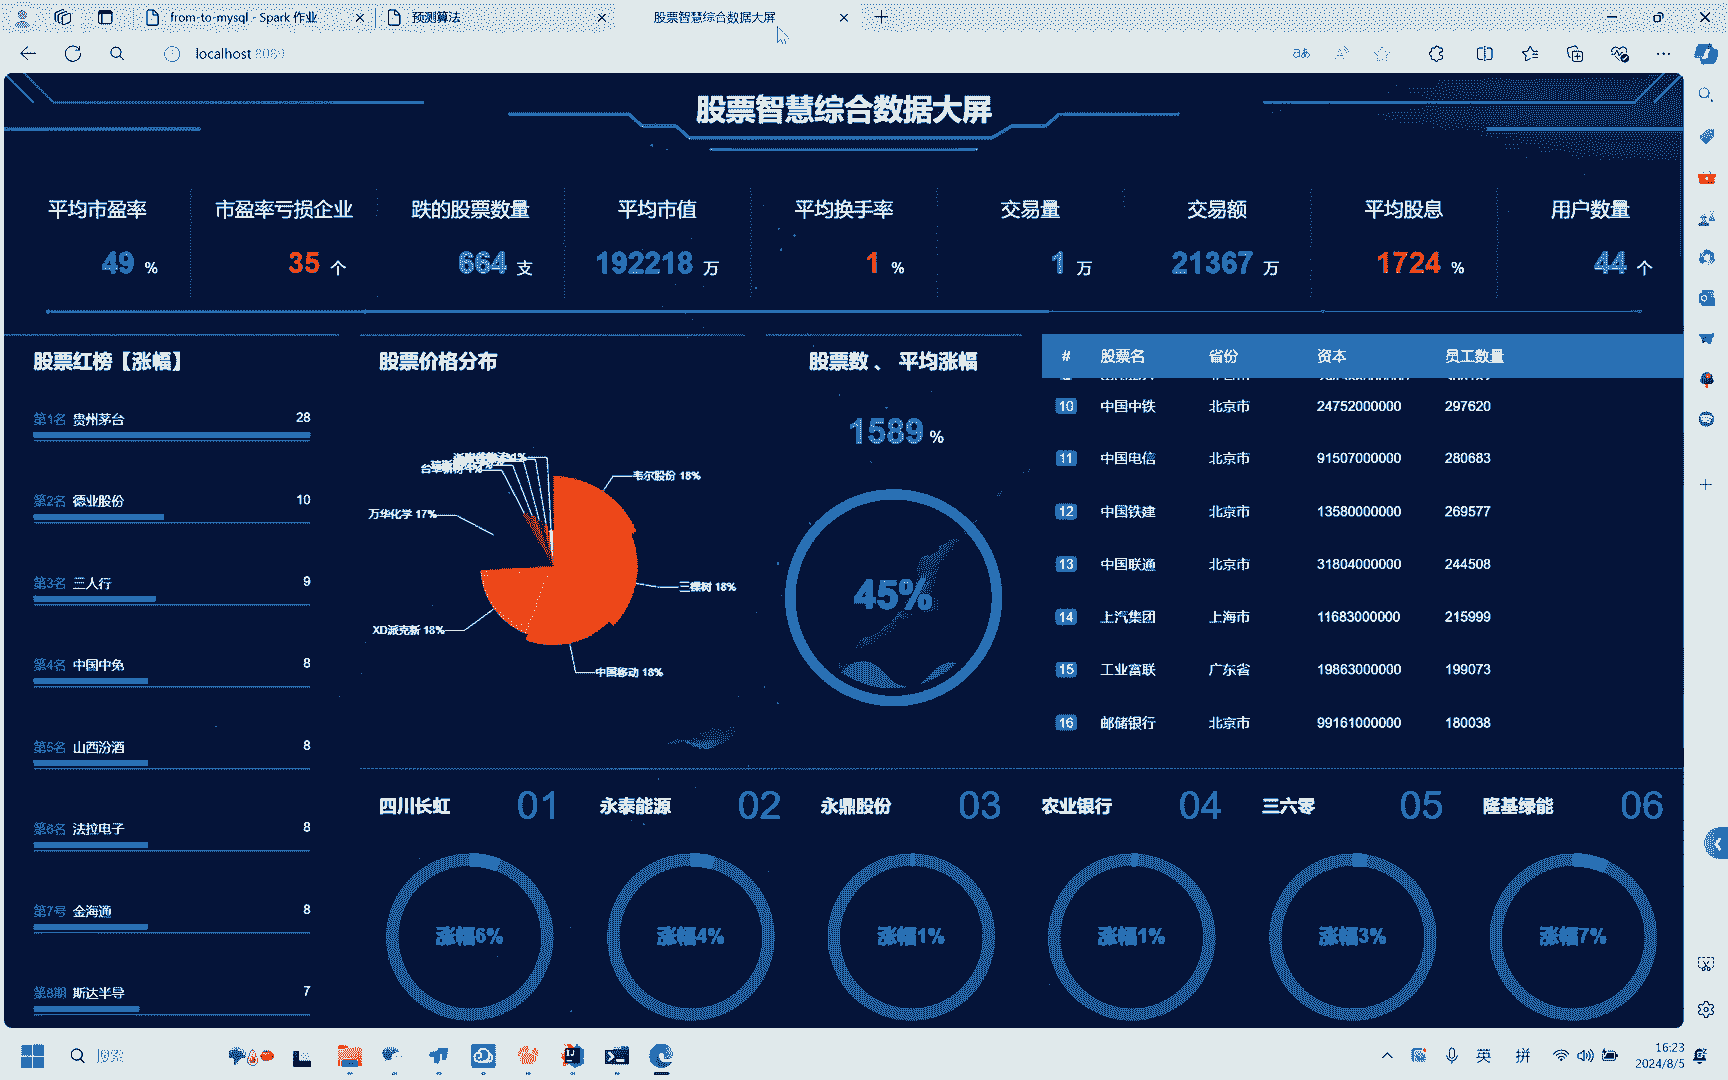 from-to-mysql - Spark 作业
预测算法
股票智慧综合数据大屏
localhost:8089
股票智慧综合数据大屏
平均市盈率
市盈率亏损企业
跌的股票数量
平均市值
平均换手率
交易量
交易额
平均股息
用户数量
49 %
35 个
664 支
192218 万
1 %
1 万
21367 万
1724 %
44 个
股票红榜【涨幅】
第1名 贵州茅台 28
第2名 德业股份 10
第3名 三人行 9
第4名 中国中免 8
第5名 山西汾酒 8
第6名 法拉电子 8
第7号 金海通 8
第8期 斯达半导 7
股票价格分布
韦尔股份 18%
万华化学 17%
三棵树 18%
XD派克新 18%
中国移动 18%
股票数 、 平均涨幅
1589 %
45%
# 股票名 省份 资本 员工数量
10 中国中铁 北京市 24752000000 297620
11 中国电信 北京市 91507000000 280683
12 中国铁建 北京市 13580000000 269577
13 中国联通 北京市 31804000000 244508
14 上汽集团 上海市 11683000000 215999
15 工业富联 广东省 19863000000 199073
16 邮储银行 北京市 99161000000 180038
四川长虹 01
永泰能源 02
永鼎股份 03
农业银行 04
三六零 05
隆基绿能 06
涨幅6%
涨幅4%
涨幅1%
涨幅1%
涨幅3%
涨幅7%
搜索
英
拼
16:23
2024/8/5